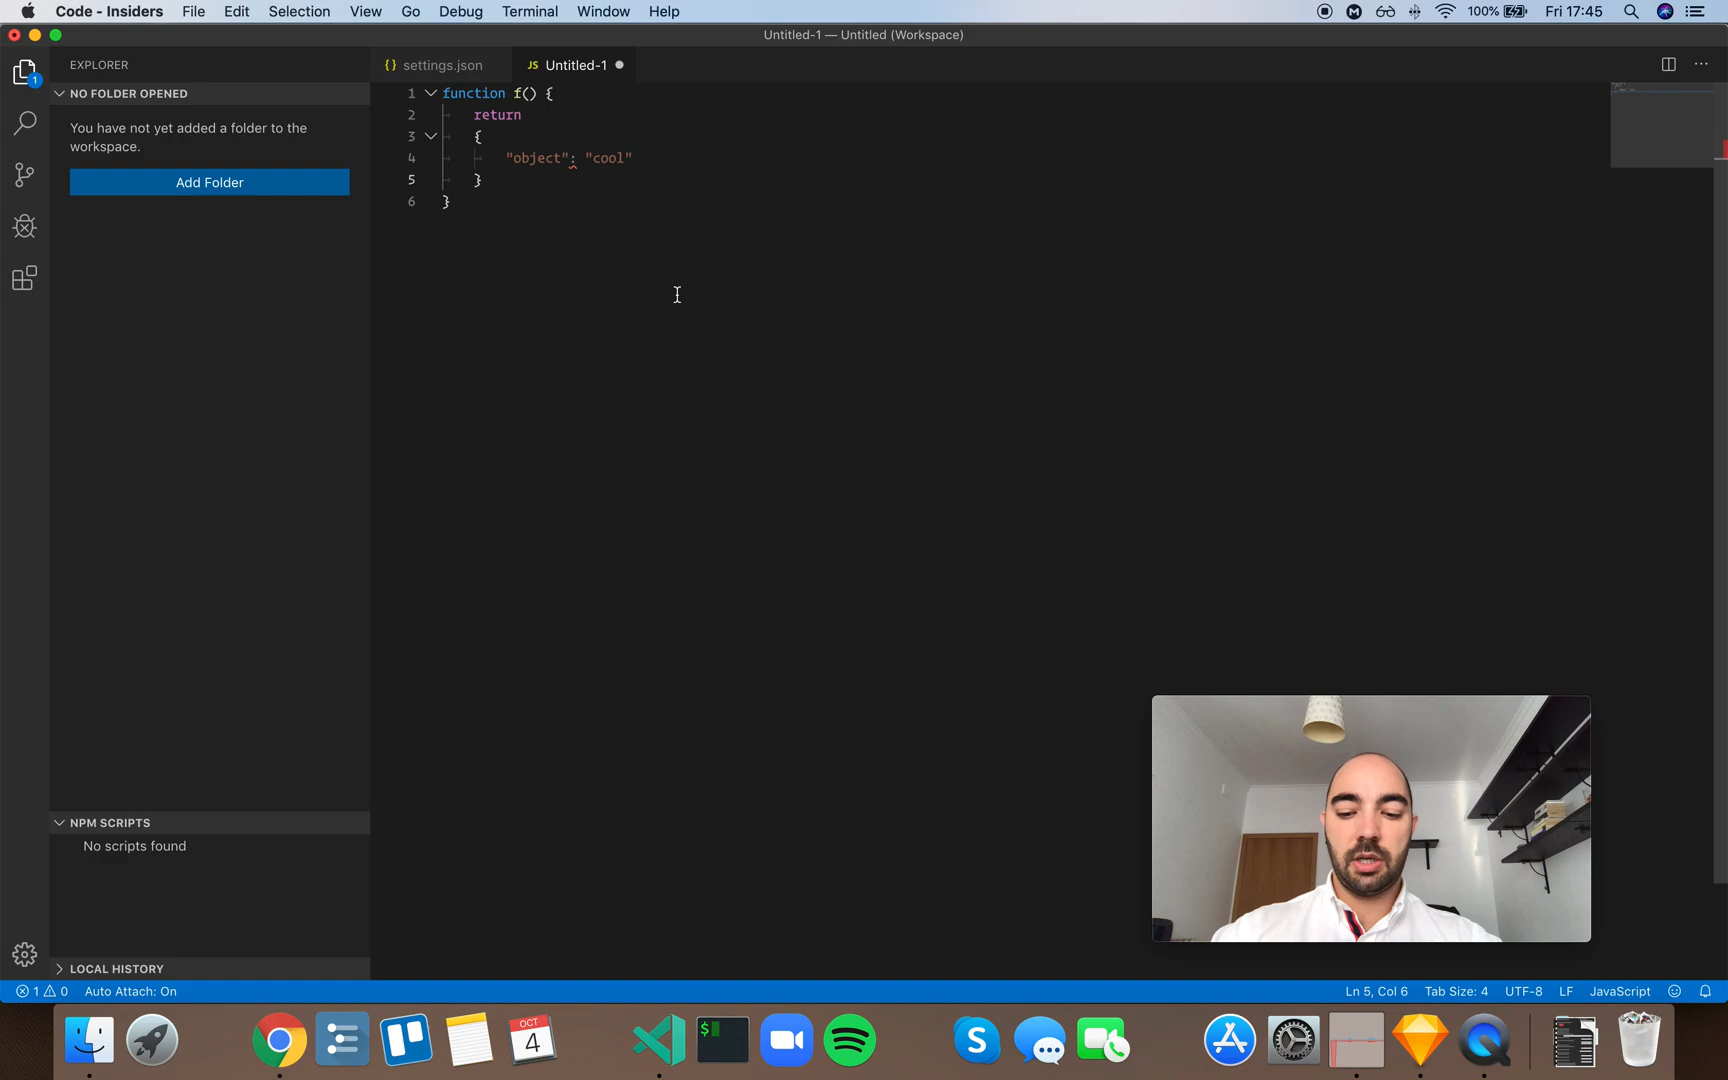 Code - Insiders File Edit Selection View Go Debug Terminal Window Help 100% Fri 17:45
Untitled-1 — Untitled (Workspace)
EXPLORER
NO FOLDER OPENED
You have not yet added a folder to the
workspace.
Add Folder
NPM SCRIPTS
No scripts found
LOCAL HISTORY
{} settings.json JS Untitled-1
1 function f() {
2 return
3 {
4 "object": "cool"
5 }
6 }
1 0 Auto Attach: On Ln 5, Col 6 Tab Size: 4 UTF-8 LF JavaScript
1
OCT
4
$
S
M